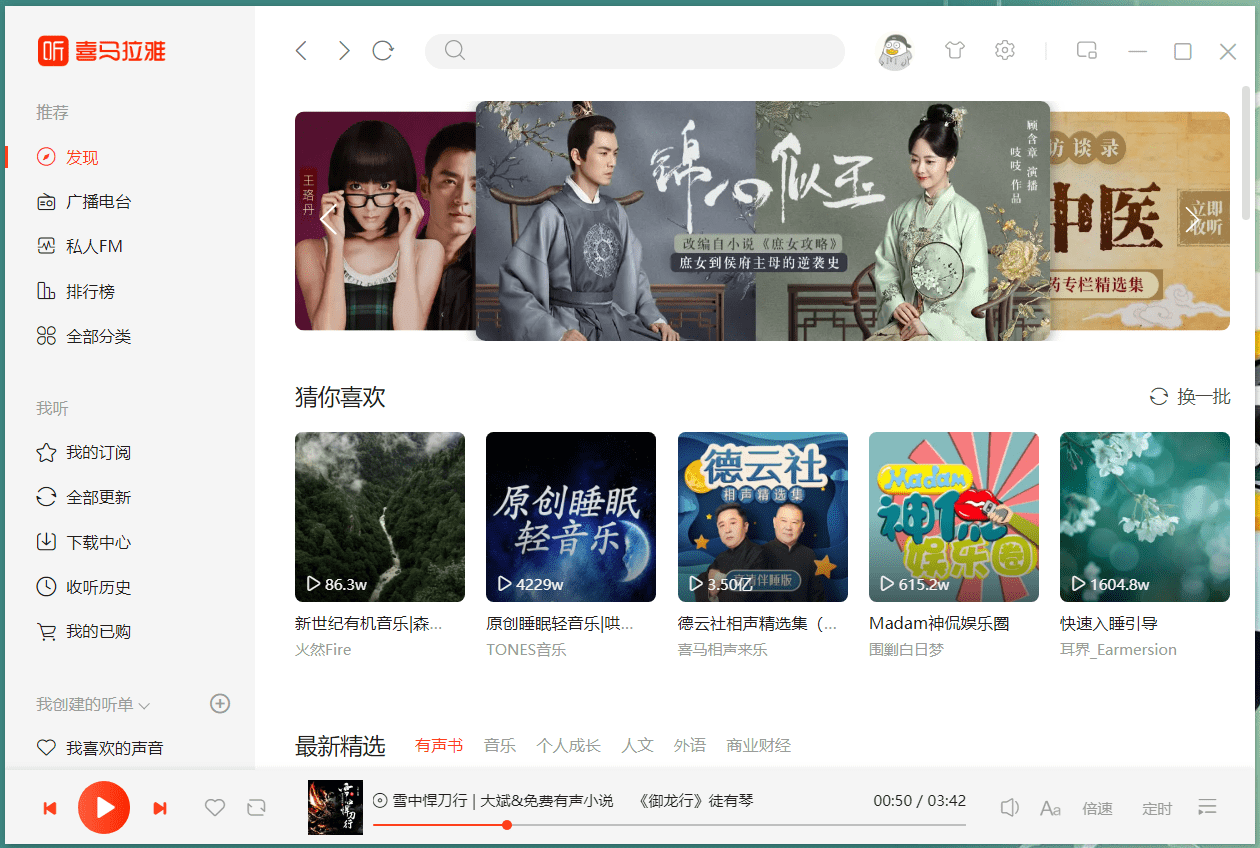 听 喜马拉雅
推荐
发现
广播电台
私人FM
排行榜
全部分类
我听
我的订阅
全部更新
下载中心
收听历史
我的已购
我创建的听单
我喜欢的声音
王珞丹
锦心似玉
改编自小说《庶女攻略》
庶女到侯府主母的逆袭史
顾含章 演播
吱吱 作品
访谈录
中医
立即
收听
药专栏精选集
猜你喜欢
换一批
原创睡眠
轻音乐
德云社
相声精选集
伴睡版
Madam
神侃
娱乐圈
86.3w
4229w
3.50亿
615.2w
1604.8w
新世纪有机音乐|森...
原创睡眠轻音乐|哄...
德云社相声精选集（...
Madam神侃娱乐圈
快速入睡引导
火然Fire
TONES音乐
喜马相声来乐
围剿白日梦
耳界_Earmersion
最新精选
有声书
音乐
个人成长
人文
外语
商业财经
雪中悍刀行
雪中悍刀行 | 大斌&免费有声小说
《御龙行》徒有琴
00:50 / 03:42
Aa
倍速
定时